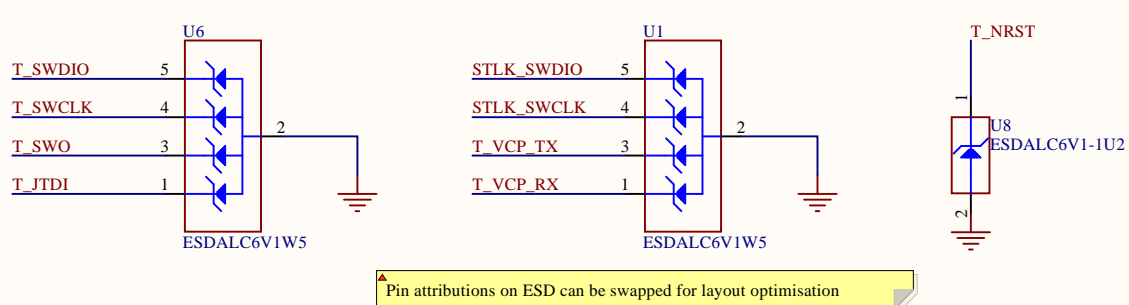 U6
T_SWDIO 5
T_SWCLK 4
2
T_SWO 3
T_JTDI 1
ESDALC6V1W5
U1
STLK_SWDIO 5
STLK_SWCLK 4
2
T_VCP_TX 3
T_VCP_RX 1
ESDALC6V1W5
T_NRST
1
U8
ESDALC6V1-1U2
2
Pin attributions on ESD can be swapped for layout optimisation